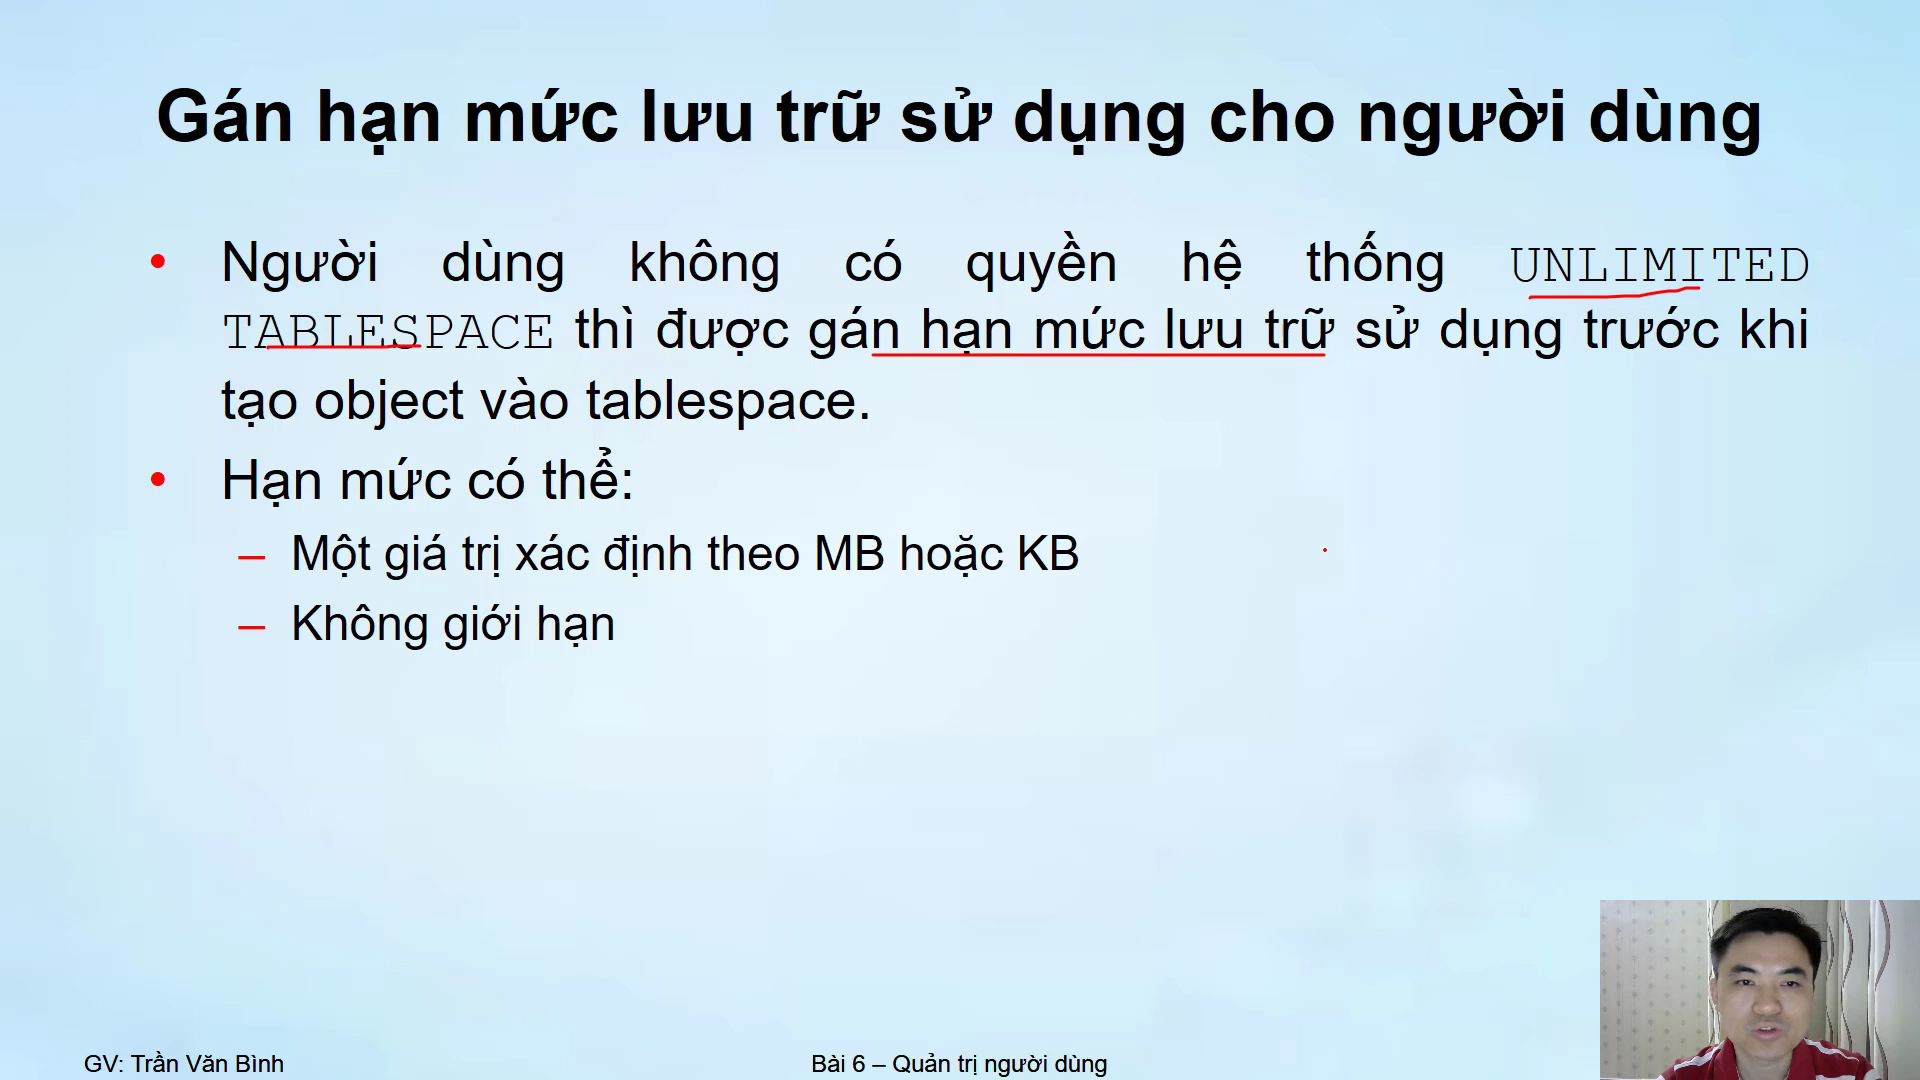 Gán hạn mức lưu trữ sử dụng cho người dùng
• Người dùng không có quyền hệ thống UNLIMITED
TABLESPACE thì được gán hạn mức lưu trữ sử dụng trước khi
tạo object vào tablespace.
• Hạn mức có thể:
– Một giá trị xác định theo MB hoặc KB
– Không giới hạn
GV: Trần Văn Bình
Bài 6 – Quản trị người dùng